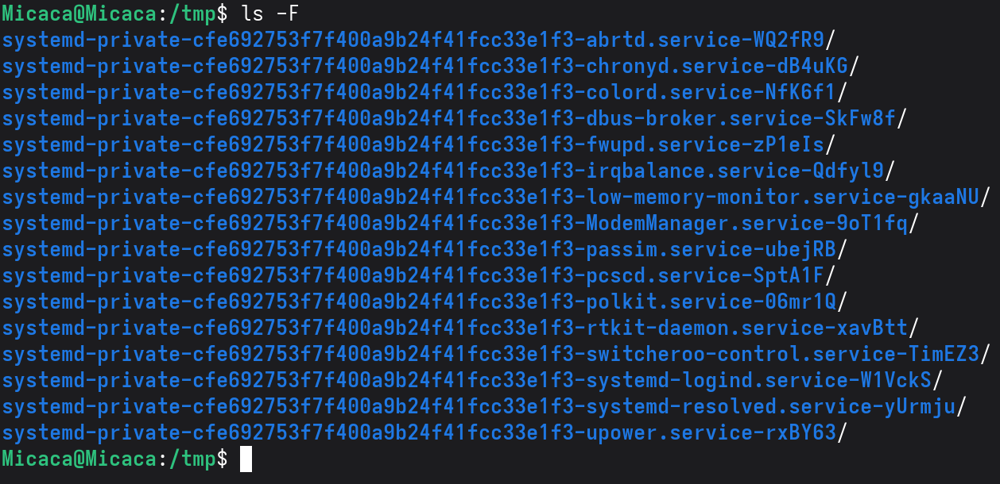 Micaca@Micaca:/tmp$ ls -F
systemd-private-cfe692753f7f400a9b24f41fcc33e1f3-abrtd.service-WQ2fR9/
systemd-private-cfe692753f7f400a9b24f41fcc33e1f3-chronyd.service-dB4uKG/
systemd-private-cfe692753f7f400a9b24f41fcc33e1f3-colord.service-NfK6f1/
systemd-private-cfe692753f7f400a9b24f41fcc33e1f3-dbus-broker.service-SkFw8f/
systemd-private-cfe692753f7f400a9b24f41fcc33e1f3-fwupd.service-zP1eIs/
systemd-private-cfe692753f7f400a9b24f41fcc33e1f3-irqbalance.service-Qdfyl9/
systemd-private-cfe692753f7f400a9b24f41fcc33e1f3-low-memory-monitor.service-gkaaNU/
systemd-private-cfe692753f7f400a9b24f41fcc33e1f3-ModemManager.service-9oT1fq/
systemd-private-cfe692753f7f400a9b24f41fcc33e1f3-passim.service-ubejRB/
systemd-private-cfe692753f7f400a9b24f41fcc33e1f3-pcscd.service-SptA1F/
systemd-private-cfe692753f7f400a9b24f41fcc33e1f3-polkit.service-06mr1Q/
systemd-private-cfe692753f7f400a9b24f41fcc33e1f3-rtkit-daemon.service-xavBtt/
systemd-private-cfe692753f7f400a9b24f41fcc33e1f3-switcheroo-control.service-TimEZ3/
systemd-private-cfe692753f7f400a9b24f41fcc33e1f3-systemd-logind.service-W1VckS/
systemd-private-cfe692753f7f400a9b24f41fcc33e1f3-systemd-resolved.service-yUrmju/
systemd-private-cfe692753f7f400a9b24f41fcc33e1f3-upower.service-rxBY63/
Micaca@Micaca:/tmp$